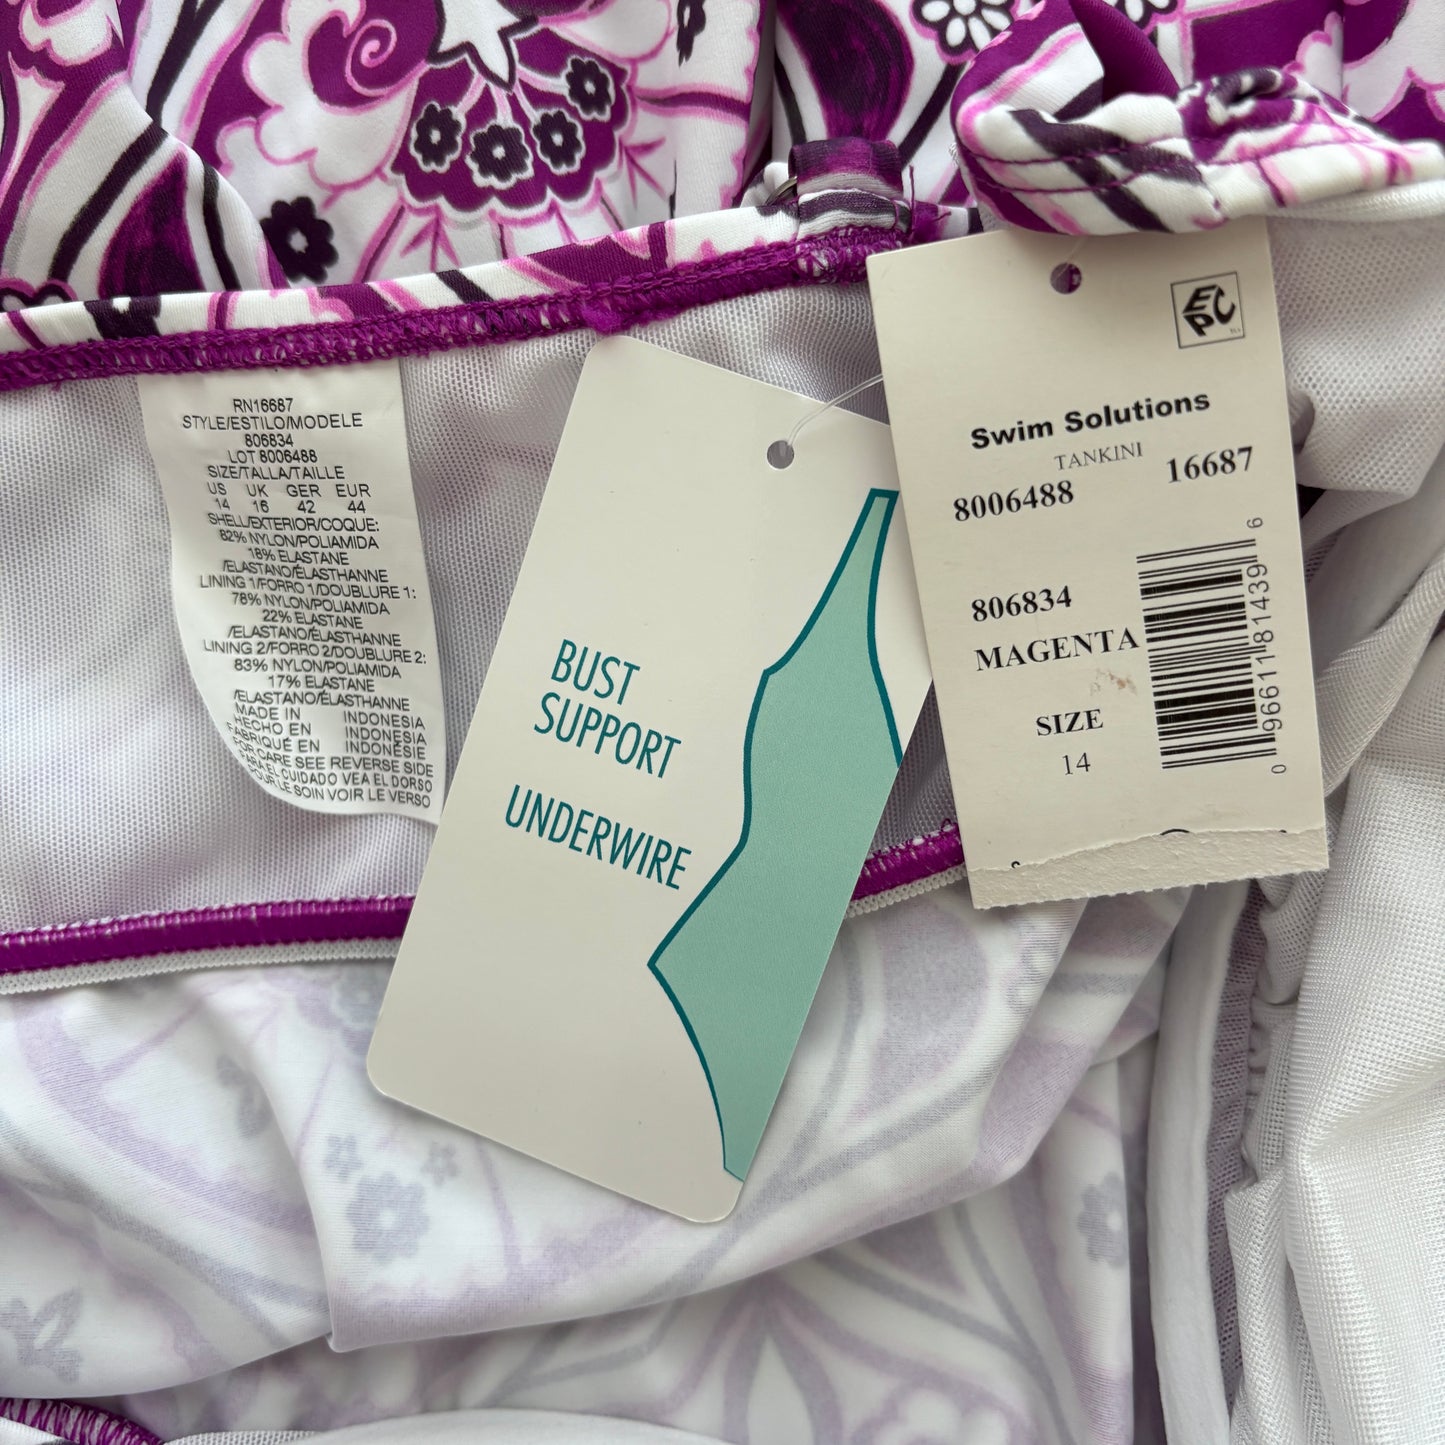 RN16687
STYLE/ESTILO/MODELE
806834
LOT 8006488
SIZE/TALLA/TAILLE
US UK GER EUR
14 16 42 44
SHELL/EXTERIOR/COQUE:
82% NYLON/POLIAMIDA
18% ELASTANE
/ELASTANO/ÉLASTHANNE
LINING 1/FORRO 1/DOUBLURE 1:
78% NYLON/POLIAMIDA
22% ELASTANE
/ELASTANO/ÉLASTHANNE
LINING 2/FORRO 2/DOUBLURE 2:
83% NYLON/POLIAMIDA
17% ELASTANE
/ELASTANO/ÉLASTHANNE
MADE IN INDONESIA
HECHO EN INDONESIA
FABRIQUÉ EN INDONÉSIE
FOR CARE SEE REVERSE SIDE
PARA EL CUIDADO VEA EL DORSO
POUR LE SOIN VOIR LE VERSO
BUST
SUPPORT
UNDERWIRE
EPC
Swim Solutions
TANKINI
8006488 16687
806834
MAGENTA
SIZE
14
0 96611 81439 6